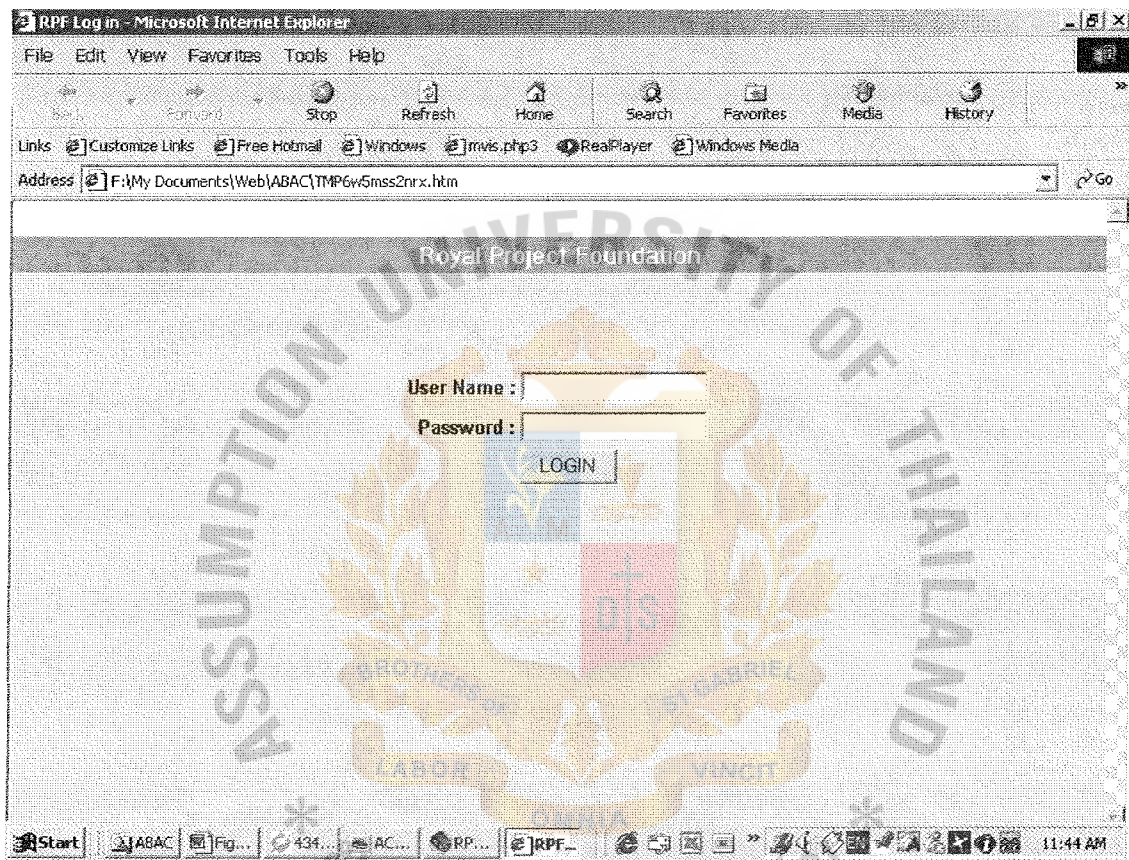 RPF Log in - Microsoft Internet Explorer
File Edit View Favorites Tools Help
Back Forward Stop Refresh Home Search Favorites Media History
Links Customize Links Free Hotmail Windows mvis.php3 RealPlayer Windows Media
Address F:\My Documents\Web\ABAC\TMP6w5mss2nrx.htm Go
Royal Project Foundation
User Name :
Password :
LOGIN
ASSUMPTION UNIVERSITY OF THAILAND
A M
D S
BROTHERS OF ST GABRIEL
LABOR VINCIT
OMNIA
Start ABAC Fig... 434... AC... RP... RPF... 11:44 AM